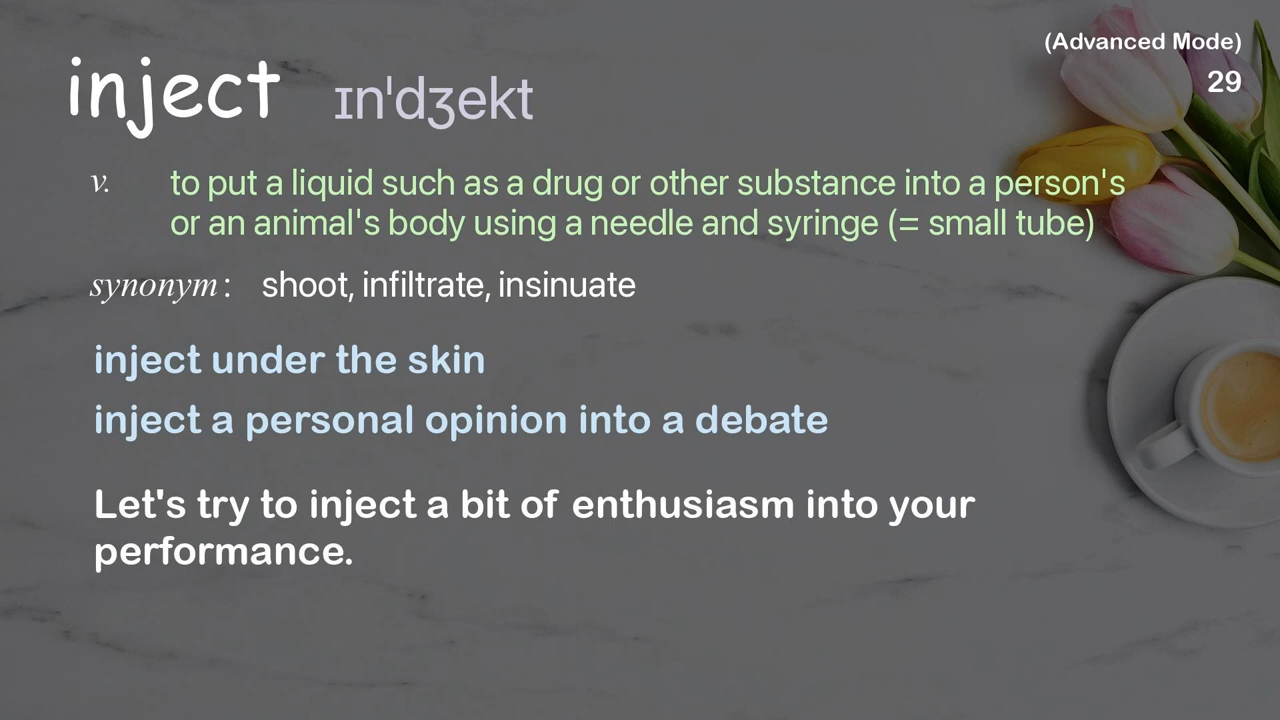 (Advanced Mode)
29
inject ɪn'dʒekt
v. to put a liquid such as a drug or other substance into a person's
or an animal's body using a needle and syringe (= small tube)
synonym : shoot, infiltrate, insinuate
inject under the skin
inject a personal opinion into a debate
Let's try to inject a bit of enthusiasm into your
performance.